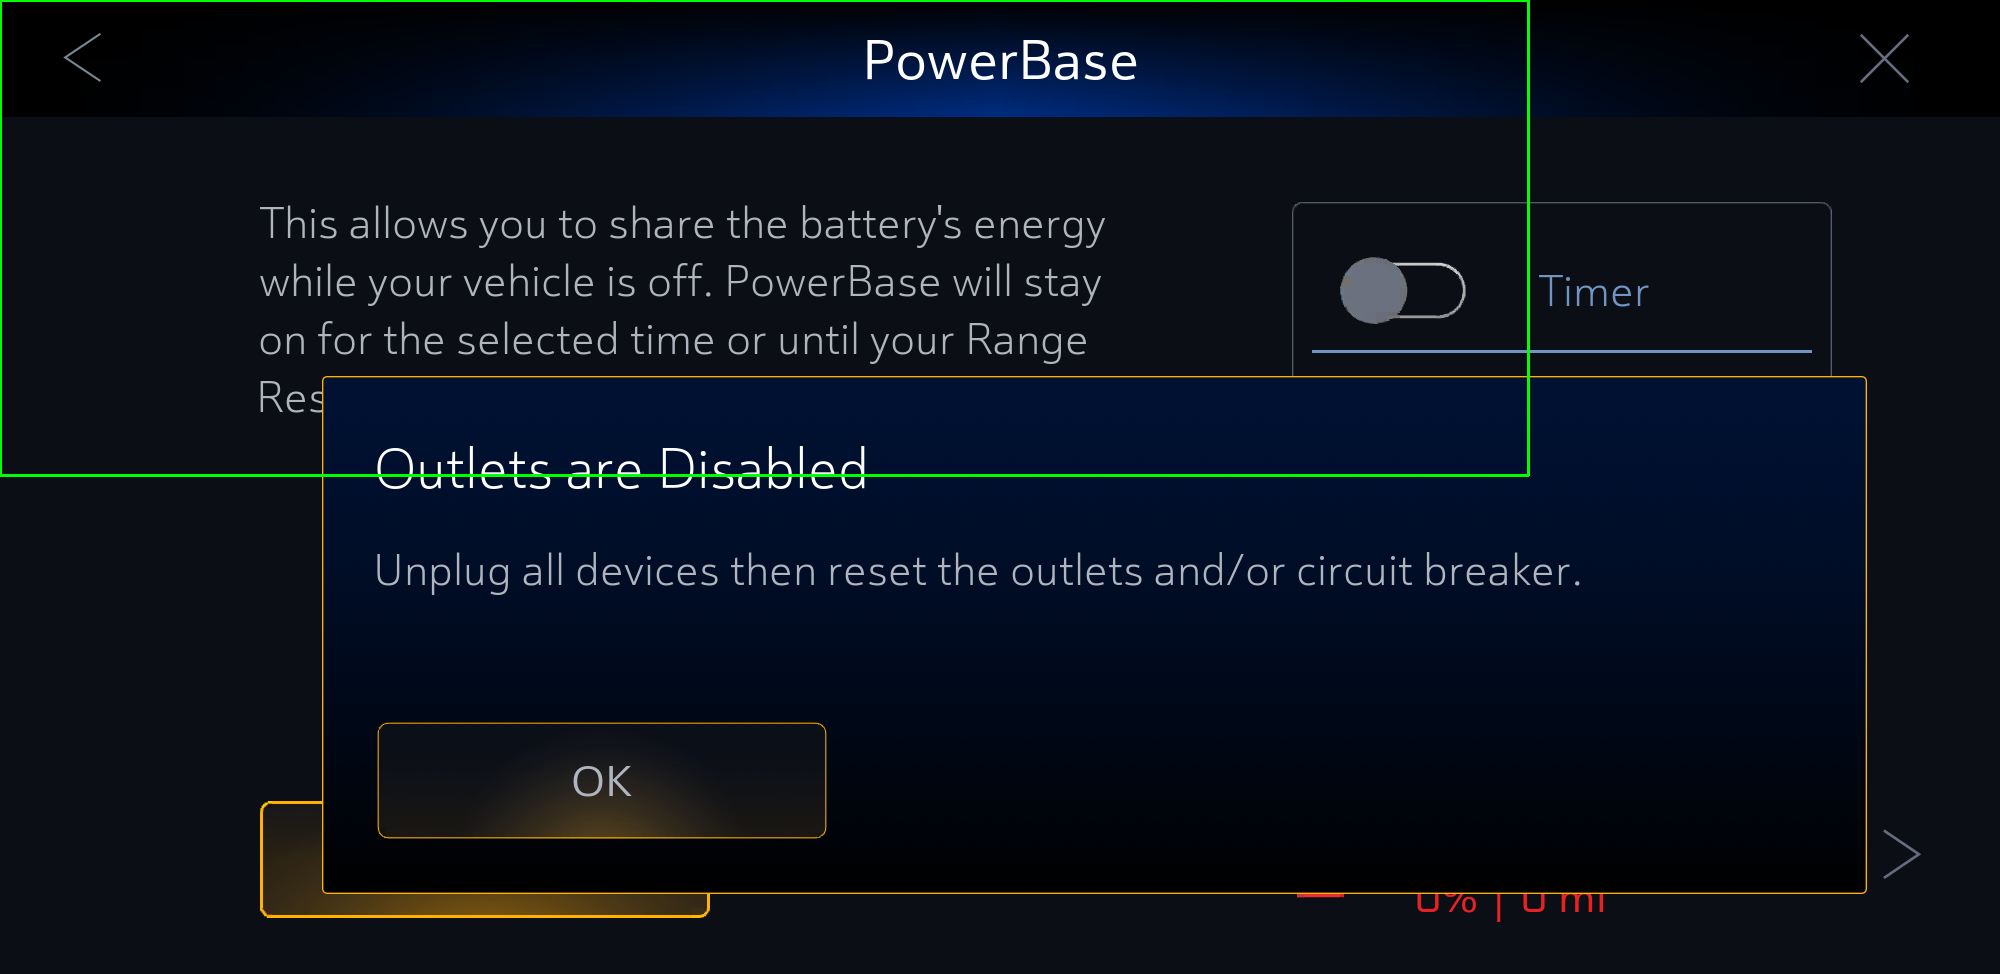 PowerBase
This allows you to share the battery's energy
while your vehicle is off. PowerBase will stay
on for the selected time or until your Range
Timer
Outlets are Disabled
Unplug all devices then reset the outlets and/or circuit breaker.
OK
0% | 0 mi